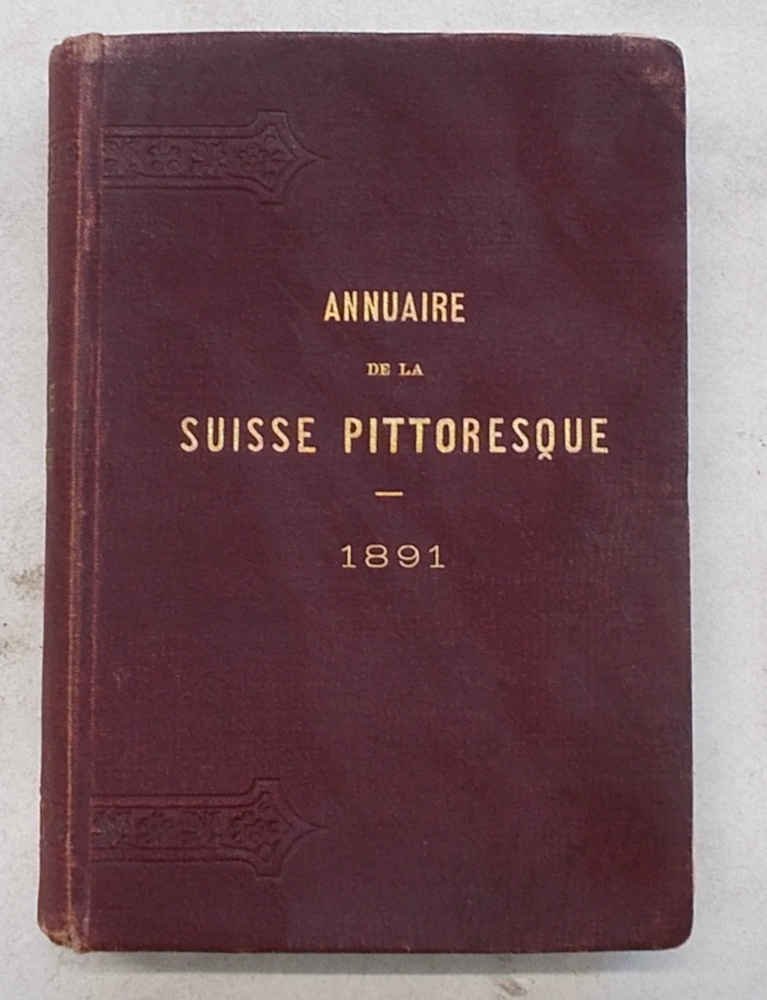 ANNUAIRE
DE LA
SUISSE PITTORESQUE
—
1891